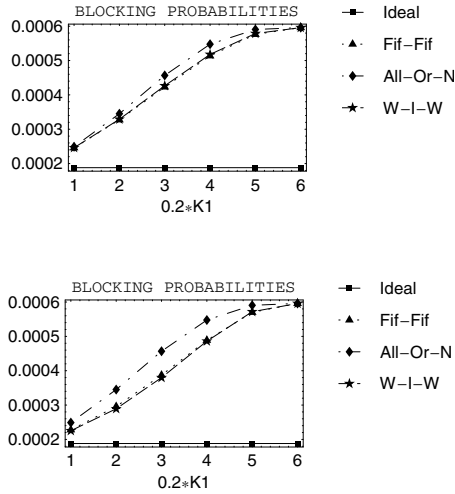 BLOCKING PROBABILITIES
0.0006
0.0005
0.0004
0.0003
0.0002
1 2 3 4 5 6
0.2*K1
Ideal
Fif-Fif
All-Or-N
W-I-W
BLOCKING PROBABILITIES
0.0006
0.0005
0.0004
0.0003
0.0002
1 2 3 4 5 6
0.2*K1
Ideal
Fif-Fif
All-Or-N
W-I-W